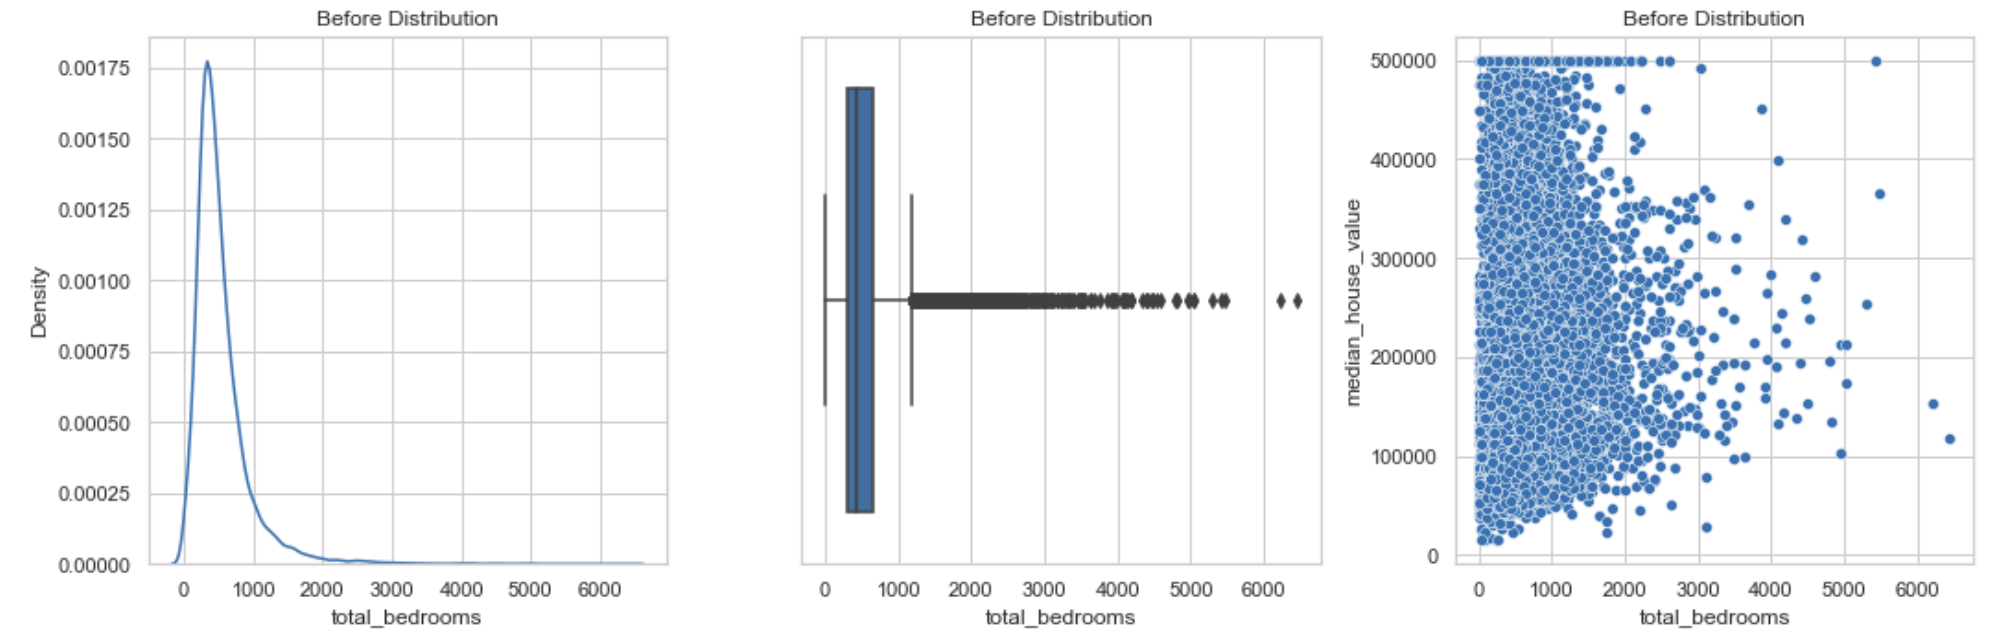 Before Distribution
0.00175
0.00150
0.00125
0.00100
0.00075
0.00050
0.00025
0.00000
Density
0 1000 2000 3000 4000 5000 6000
total_bedrooms
Before Distribution
0 1000 2000 3000 4000 5000 6000
total_bedrooms
Before Distribution
500000
400000
300000
200000
100000
0
median_house_value
0 1000 2000 3000 4000 5000 6000
total_bedrooms